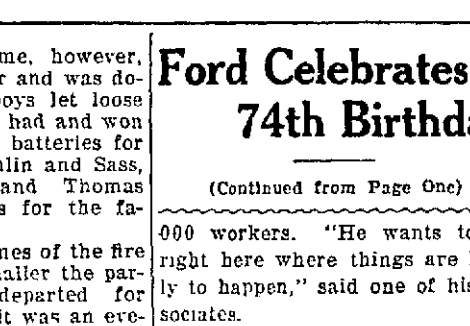 me, however,
r and was do-
oys let loose
had and won
batteries for
lin and Sass,
and Thomas
s for the fa-
mes of the fire
maller the par-
departed for
it was an eve-
Ford Celebrates
74th Birthda
(Continued from Page One)
000 workers. "He wants to
right here where things are
ly to happen," said one of his
sociates.